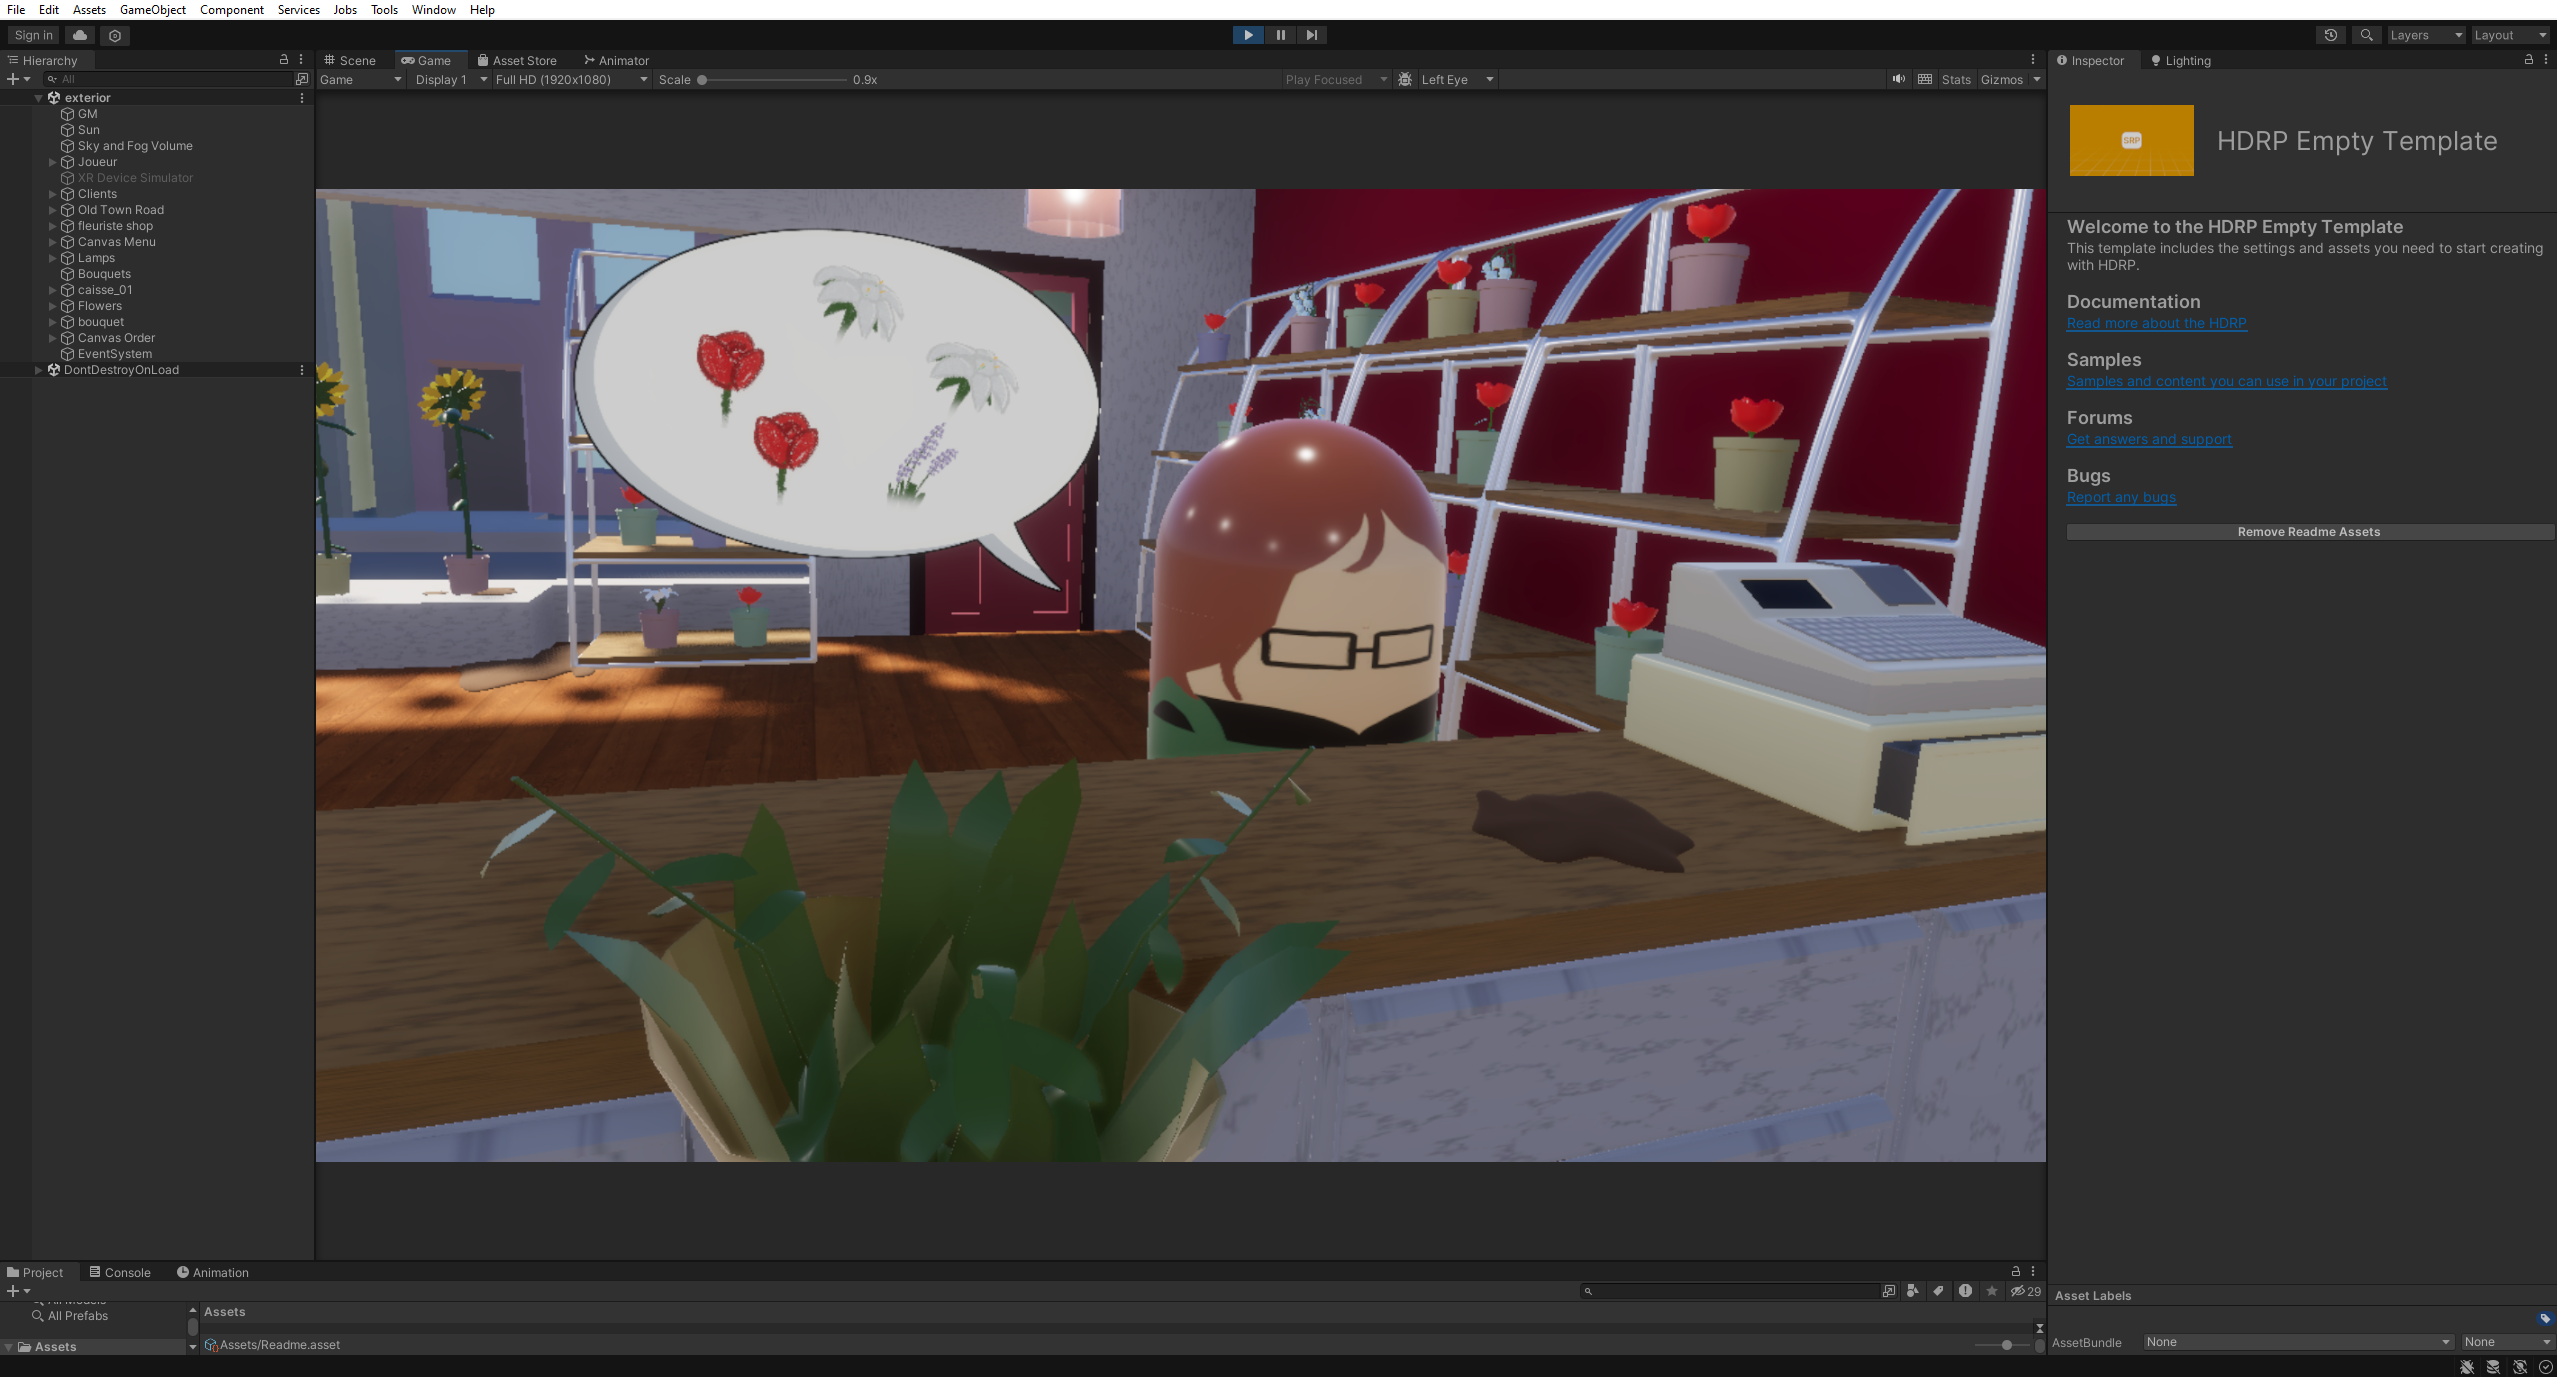 File Edit Assets GameObject Component Services Jobs Tools Window Help
Sign in
Layers
Layout
Hierarchy
All
exterior
GM
Sun
Sky and Fog Volume
Joueur
XR Device Simulator
Clients
Old Town Road
fleuriste shop
Canvas Menu
Lamps
Bouquets
caisse_01
Flowers
bouquet
Canvas Order
EventSystem
DontDestroyOnLoad
Scene Game Asset Store Animator
Game Display 1 Full HD (1920x1080) Scale 0.9x Play Focused Left Eye Stats Gizmos
Inspector Lighting
SRP
HDRP Empty Template
Welcome to the HDRP Empty Template
This template includes the settings and assets you need to start creating
with HDRP.
Documentation
Read more about the HDRP
Samples
Samples and content you can use in your project
Forums
Get answers and support
Bugs
Report any bugs
Remove Readme Assets
Project Console Animation
29
All Models
All Prefabs
Assets
Assets
Assets/Readme.asset
Asset Labels
AssetBundle None None